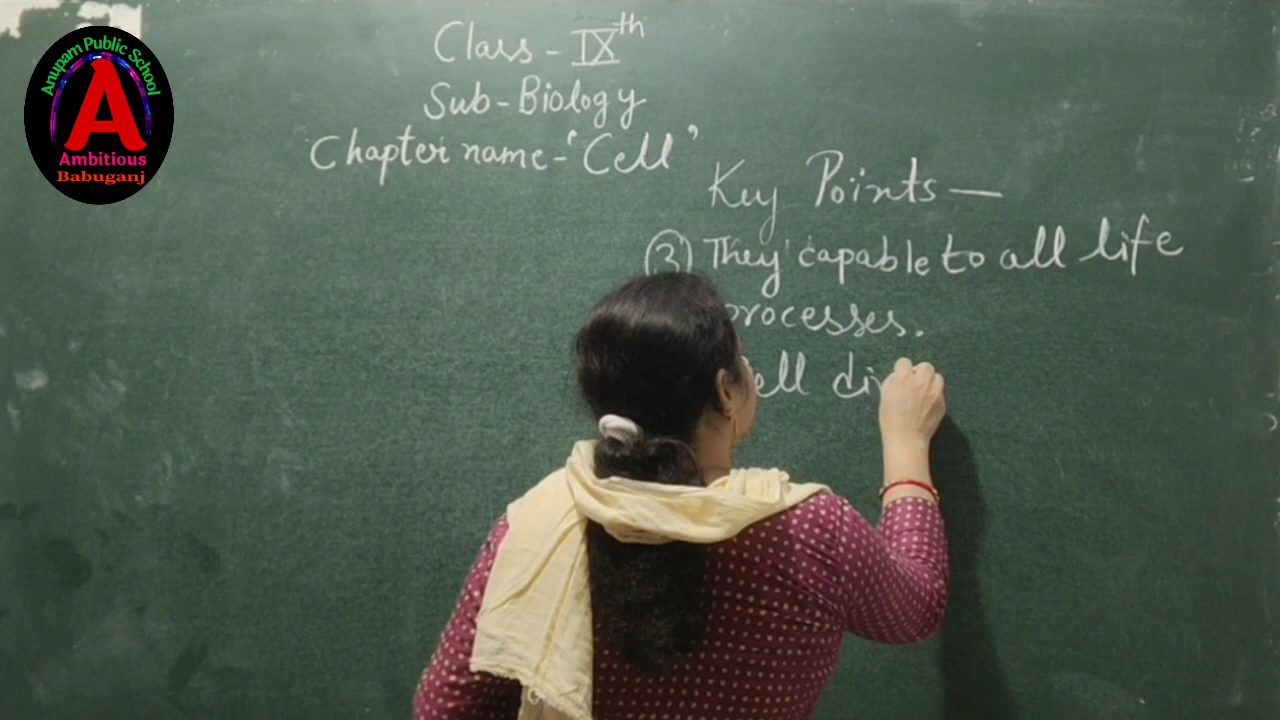 Anupam Public School
A
Ambitious
Babuganj
Class - IXth
Sub - Biology
Chapter name - "Cell"
Key Points —
③ They capable to all life
processes.